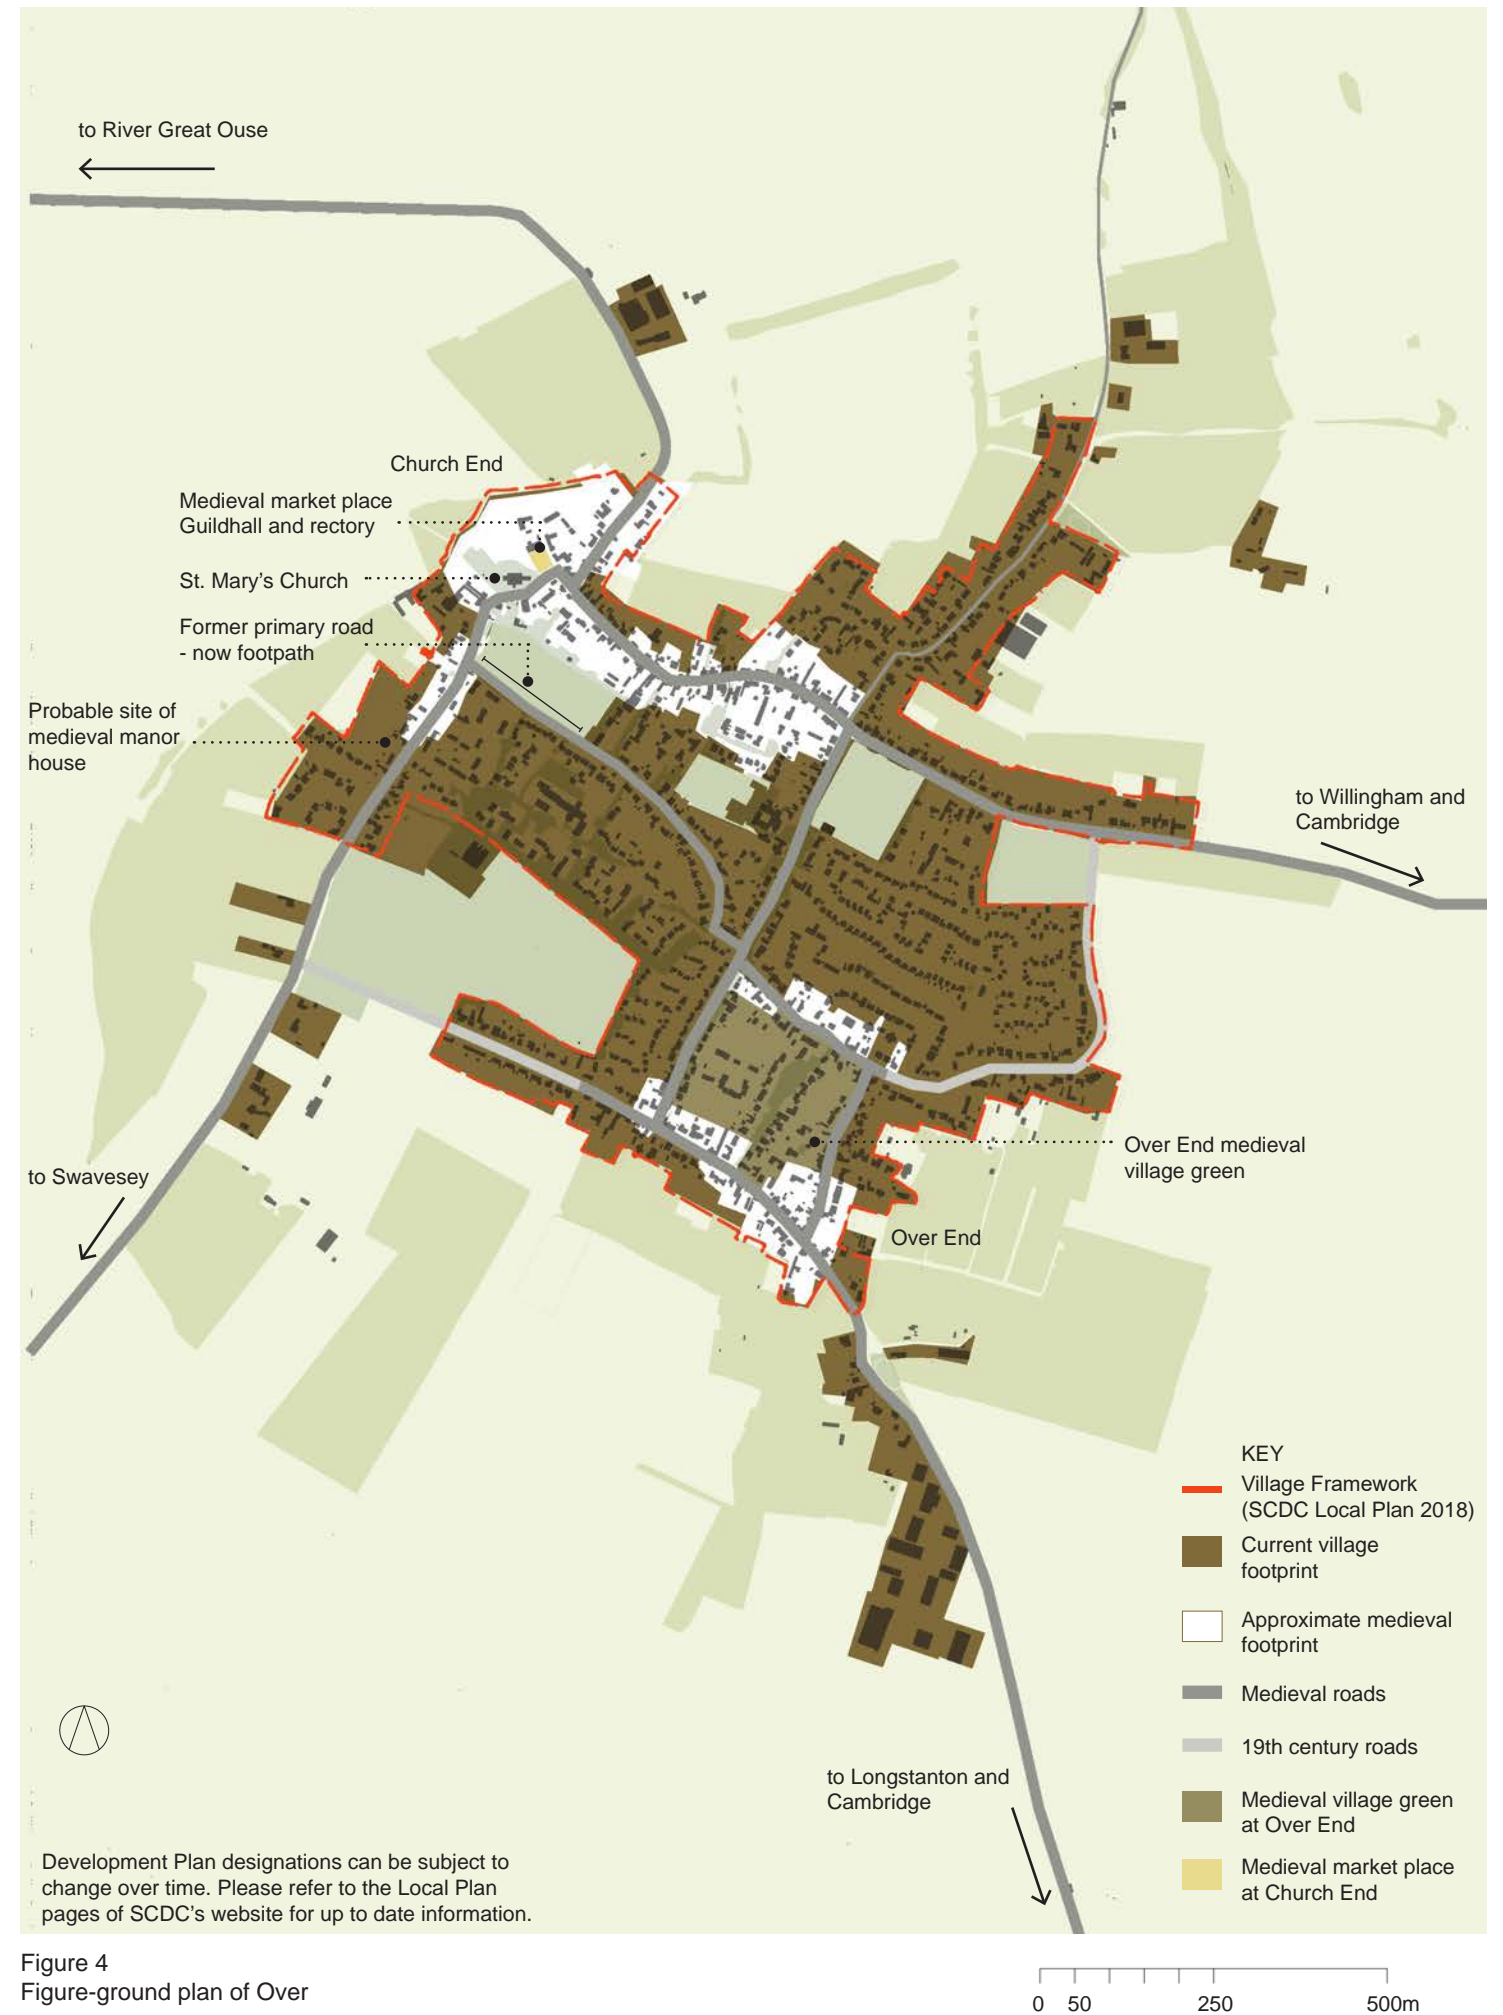 to River Great Ouse
Church End
Medieval market place
Guildhall and rectory
St. Mary's Church
Former primary road
- now footpath
Probable site of
medieval manor
house
to Willingham and
Cambridge
to Swavesey
Over End medieval
village green
Over End
KEY
Village Framework
(SCDC Local Plan 2018)
Current village
footprint
Approximate medieval
footprint
Medieval roads
19th century roads
Medieval village green
at Over End
Medieval market place
at Church End
to Longstanton and
Cambridge
Development Plan designations can be subject to
change over time. Please refer to the Local Plan
pages of SCDC's website for up to date information.
Figure 4
Figure-ground plan of Over
0 50 250 500m